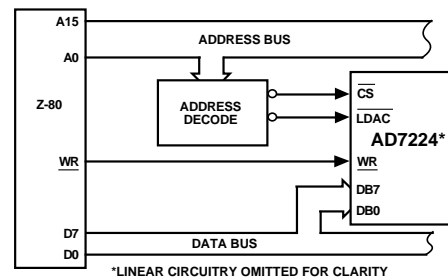 A15
ADDRESS BUS
A0
Z-80
ADDRESS
DECODE
CS
LDAC
AD7224*
WR
WR
DB7
DB0
D7
DATA BUS
D0
*LINEAR CIRCUITRY OMITTED FOR CLARITY